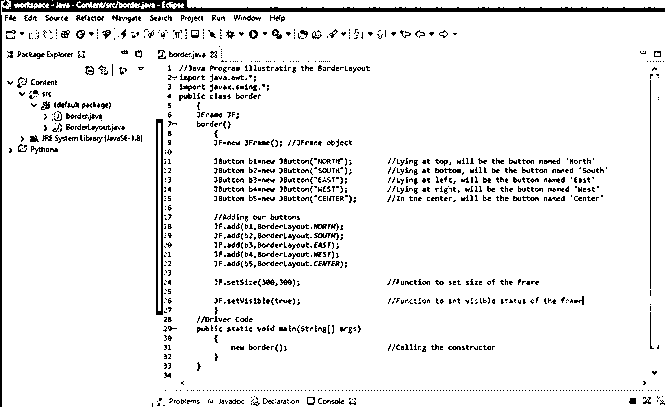 workspace - Java - Content/src/border.java - Eclipse
File Edit Source Refactor Navigate Search Project Run Window Help
Package Explorer
border.java
Content
src
(default package)
border.java
BorderLayout.java
JRE System Library [JavaSE-1.8]
Pythona
1 //Java Program illustrating the BorderLayout
2 import java.awt.*;
3 import javax.swing.*;
4 public class border
5 {
6 JFrame JF;
7 border()
8 {
9 JF=new JFrame(); //JFrame object
10
11 JButton b1=new JButton("NORTH"); //Lying at top, will be the button named 'North'
12 JButton b2=new JButton("SOUTH"); //Lying at bottom, will be the button named 'South'
13 JButton b3=new JButton("EAST"); //Lying at left, will be the button named 'East'
14 JButton b4=new JButton("WEST"); //Lying at right, will be the button named 'West'
15 JButton b5=new JButton("CENTER"); //In the center, will be the button named 'Center'
16
17 //Adding our buttons
18 JF.add(b1,BorderLayout.NORTH);
19 JF.add(b2,BorderLayout.SOUTH);
20 JF.add(b3,BorderLayout.EAST);
21 JF.add(b4,BorderLayout.WEST);
22 JF.add(b5,BorderLayout.CENTER);
23
24 JF.setSize(300,300); //Function to set size of the frame
25
26 JF.setVisible(true); //Function to set visible status of the frame
27 }
28 //Driver Code
29 public static void main(String[] args)
30 {
31 new border(); //Calling the constructor
32 }
33 }
34
Problems Javadoc Declaration Console